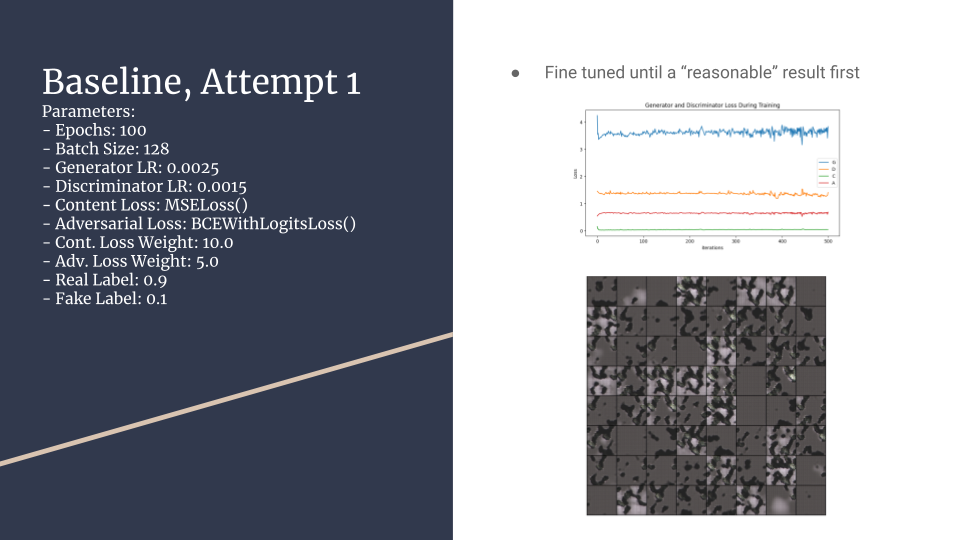 Baseline, Attempt 1
Parameters:
- Epochs: 100
- Batch Size: 128
- Generator LR: 0.0025
- Discriminator LR: 0.0015
- Content Loss: MSELoss()
- Adversarial Loss: BCEWithLogitsLoss()
- Cont. Loss Weight: 10.0
- Adv. Loss Weight: 5.0
- Real Label: 0.9
- Fake Label: 0.1
● Fine tuned until a “reasonable” result first
Generator and Discriminator Loss During Training
4
3
2
1
0
Loss
G
D
C
A
0 100 200 300 400 500
Iterations